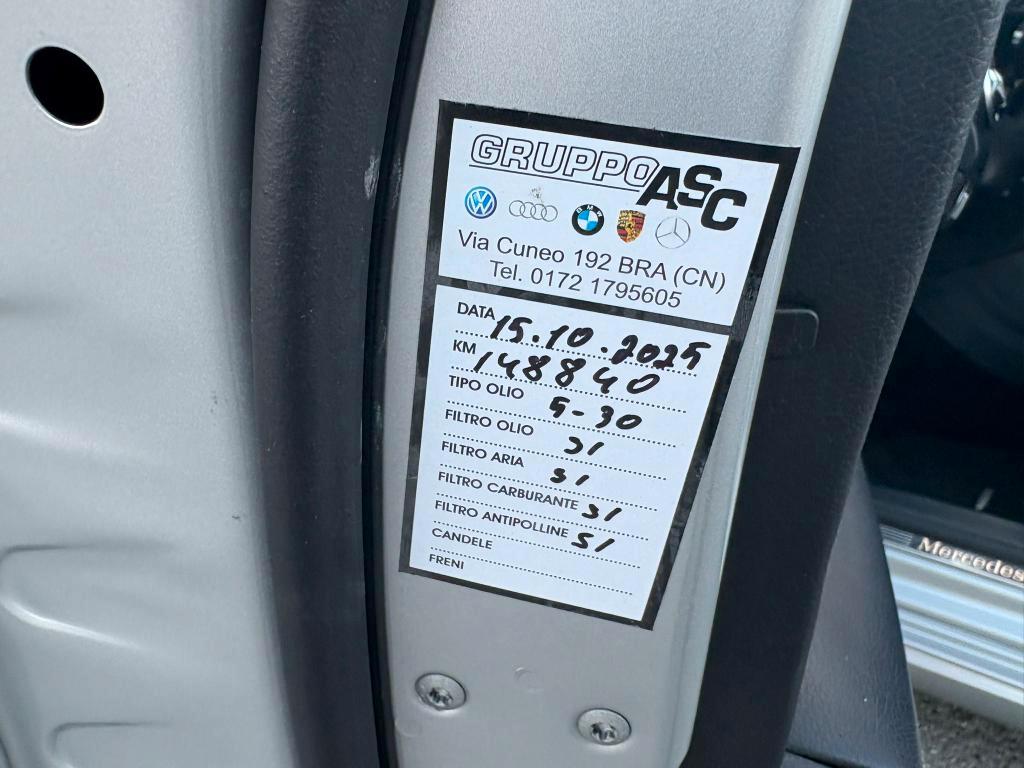 GRUPPO ASC
BMW
Via Cuneo 192 BRA (CN)
Tel. 0172 1795605
DATA 15.10.2025
KM 148840
TIPO OLIO 5-30
FILTRO OLIO SI
FILTRO ARIA SI
FILTRO CARBURANTE SI
FILTRO ANTIPOLLINE SI
CANDELE
FRENI
Mercedes